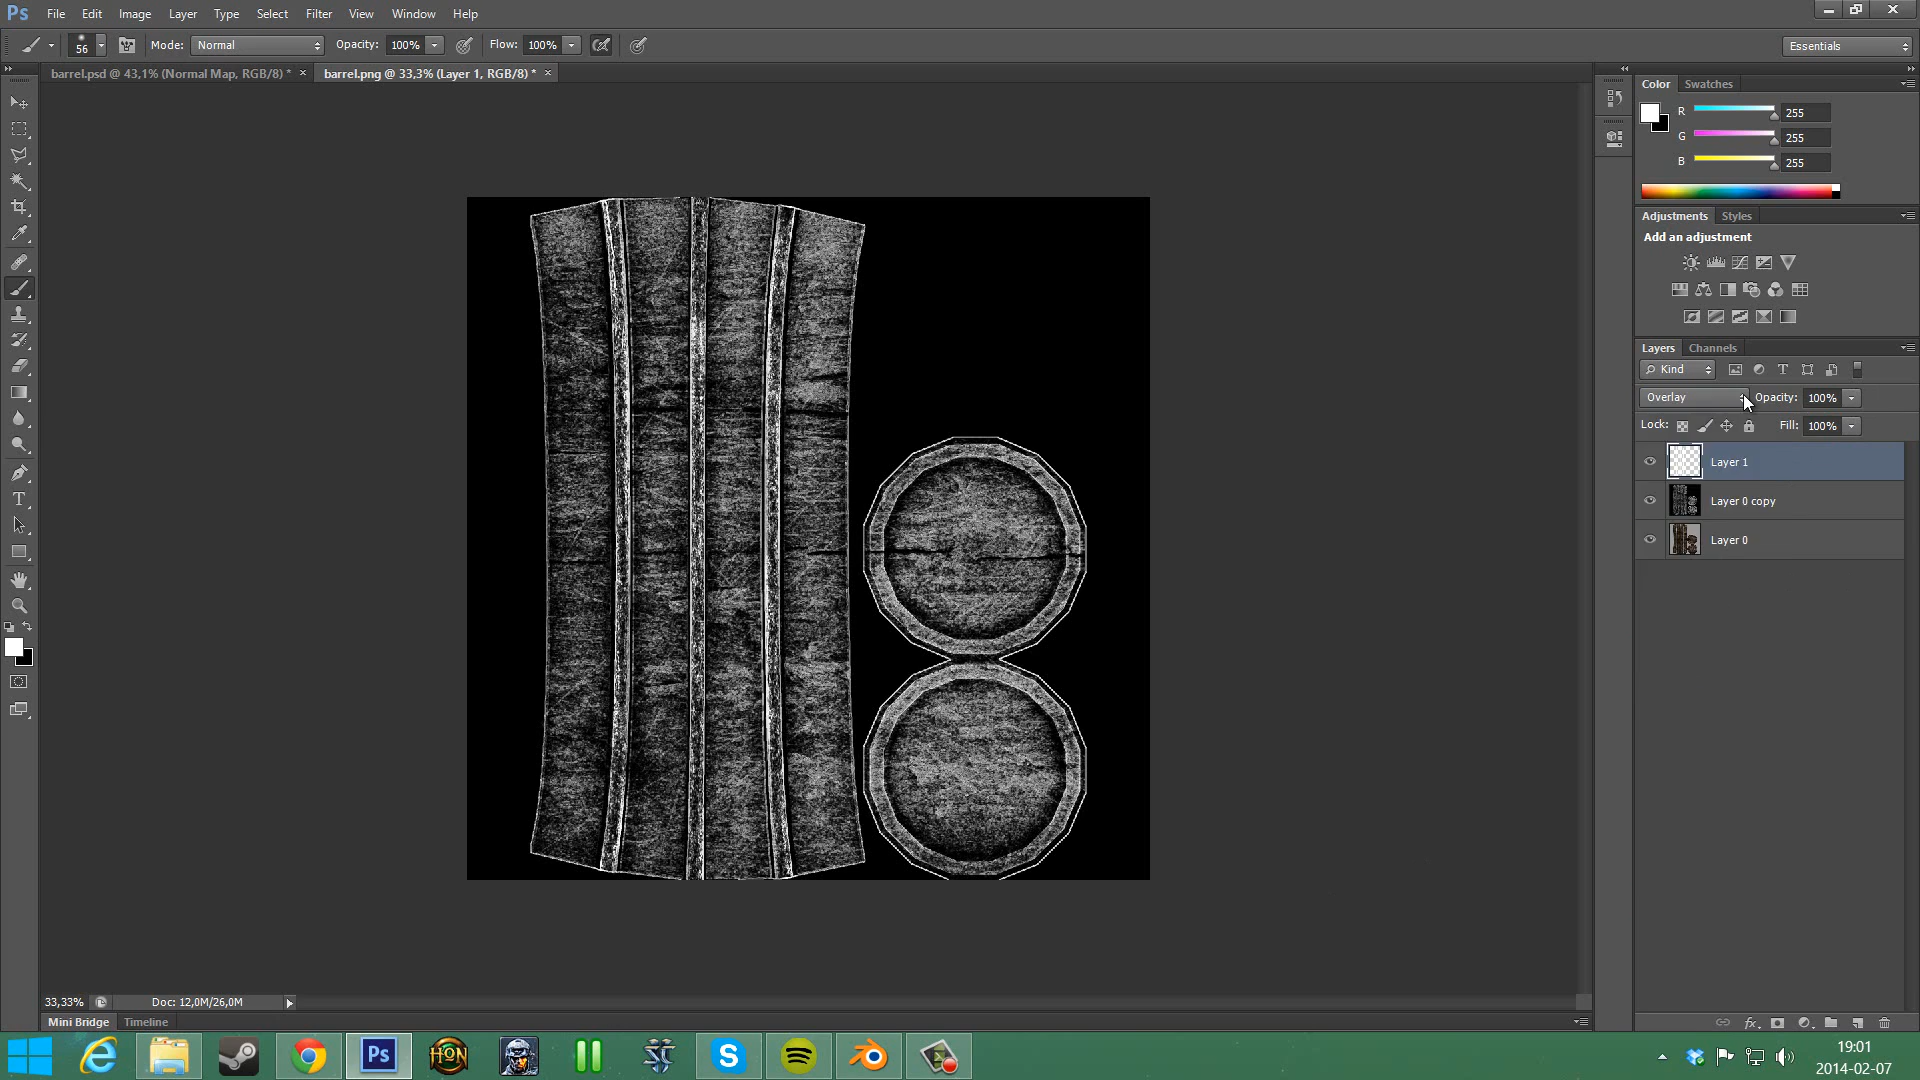 Ps File Edit Image Layer Type Select Filter View Window Help
56 Mode: Normal Opacity: 100% Flow: 100% Essentials
barrel.psd @ 43,1% (Normal Map, RGB/8) * × barrel.png @ 33,3% (Layer 1, RGB/8) * ×
Color Swatches
R 255
G 255
B 255
Adjustments Styles
Add an adjustment
Layers Channels
Kind
Overlay Opacity: 100%
Lock: Fill: 100%
Layer 1
Layer 0 copy
Layer 0
33,33% Doc: 12,0M/26,0M
Mini Bridge Timeline
Ps HON S
19:01
2014-02-07